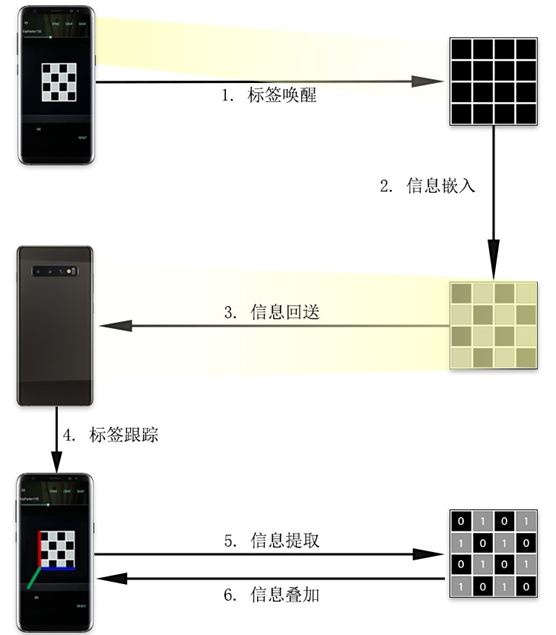 1. 标签唤醒
2. 信息嵌入
3. 信息回送
4. 标签跟踪
RESET
5. 信息提取
0 1 0 1
1 0 1 0
0 1 0 1
1 0 1 0
6. 信息叠加
RESET